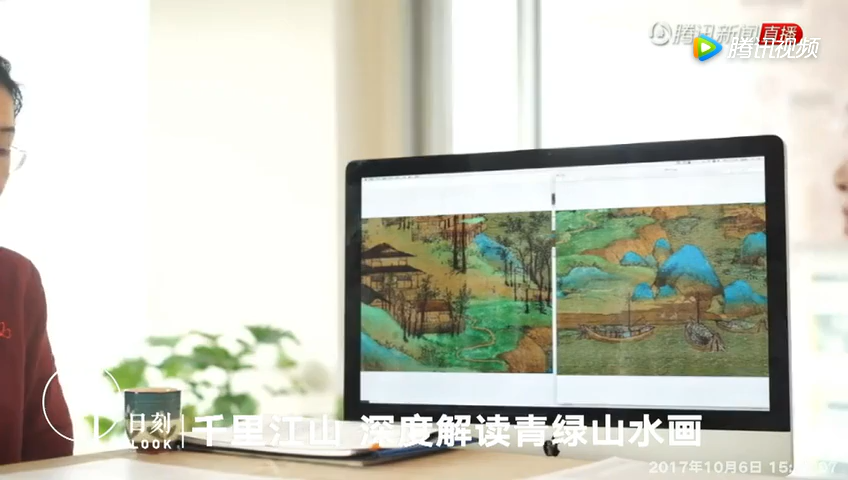 腾讯新闻 直播
腾讯视频
日刻
LOOK
千里江山 深度解读青绿山水画
2017年10月6日 15: